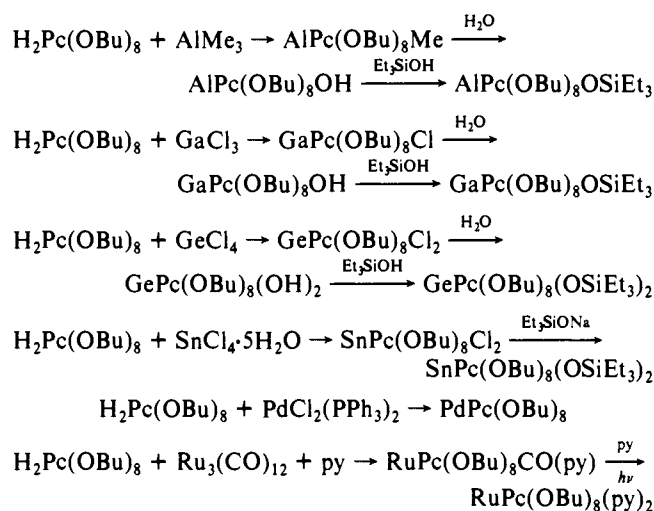 H₂Pc(OBu)₈ + AlMe₃ → AlPc(OBu)₈Me —H₂O→
AlPc(OBu)₈OH —Et₃SiOH→ AlPc(OBu)₈OSiEt₃
H₂Pc(OBu)₈ + GaCl₃ → GaPc(OBu)₈Cl —H₂O→
GaPc(OBu)₈OH —Et₃SiOH→ GaPc(OBu)₈OSiEt₃
H₂Pc(OBu)₈ + GeCl₄ → GePc(OBu)₈Cl₂ —H₂O→
GePc(OBu)₈(OH)₂ —Et₃SiOH→ GePc(OBu)₈(OSiEt₃)₂
H₂Pc(OBu)₈ + SnCl₄·5H₂O → SnPc(OBu)₈Cl₂ —Et₃SiONa→
SnPc(OBu)₈(OSiEt₃)₂
H₂Pc(OBu)₈ + PdCl₂(PPh₃)₂ → PdPc(OBu)₈
H₂Pc(OBu)₈ + Ru₃(CO)₁₂ + py → RuPc(OBu)₈CO(py) —py/hν→
RuPc(OBu)₈(py)₂